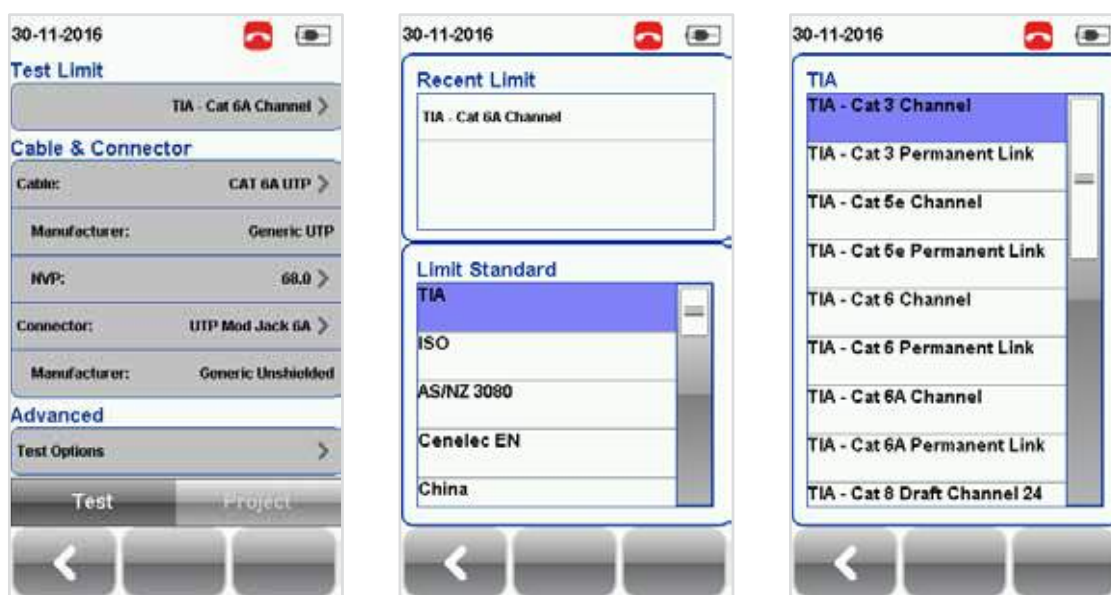 30-11-2016
Test Limit
TIA - Cat 6A Channel
Cable & Connector
Cable: CAT 6A UTP
Manufacturer: Generic UTP
NVP: 68.0
Connector: UTP Mod Jack 6A
Manufacturer: Generic Unshielded
Advanced
Test Options
Test Project
30-11-2016
Recent Limit
TIA - Cat 6A Channel
Limit Standard
TIA
ISO
AS/NZ 3080
Cenelec EN
China
30-11-2016
TIA
TIA - Cat 3 Channel
TIA - Cat 3 Permanent Link
TIA - Cat 5e Channel
TIA - Cat 5e Permanent Link
TIA - Cat 6 Channel
TIA - Cat 6 Permanent Link
TIA - Cat 6A Channel
TIA - Cat 6A Permanent Link
TIA - Cat 8 Draft Channel 24